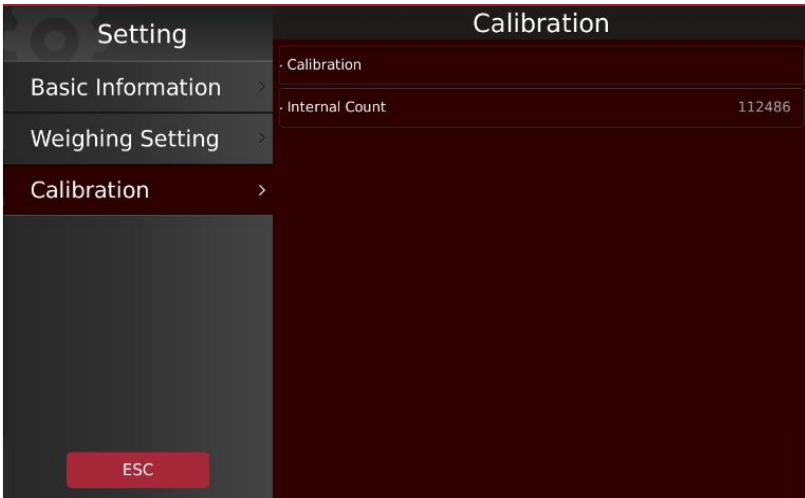 Setting
Basic Information
Weighing Setting
Calibration
ESC
Calibration
Calibration
Internal Count 112486